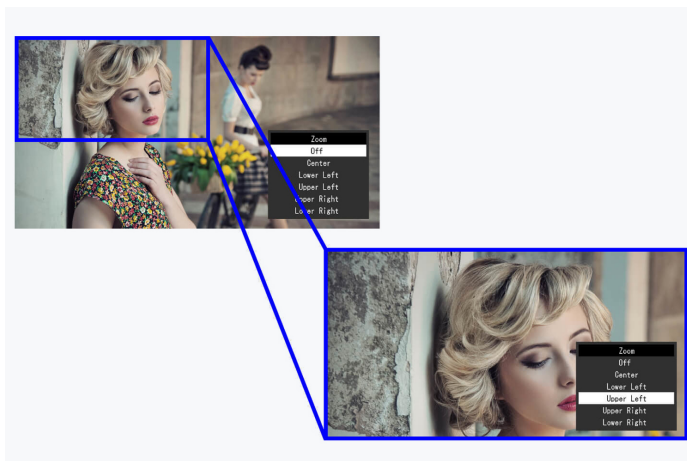 Zoom
Off
Center
Lower Left
Upper Left
Upper Right
Lower Right
Zoom
Off
Center
Lower Left
Upper Left
Upper Right
Lower Right